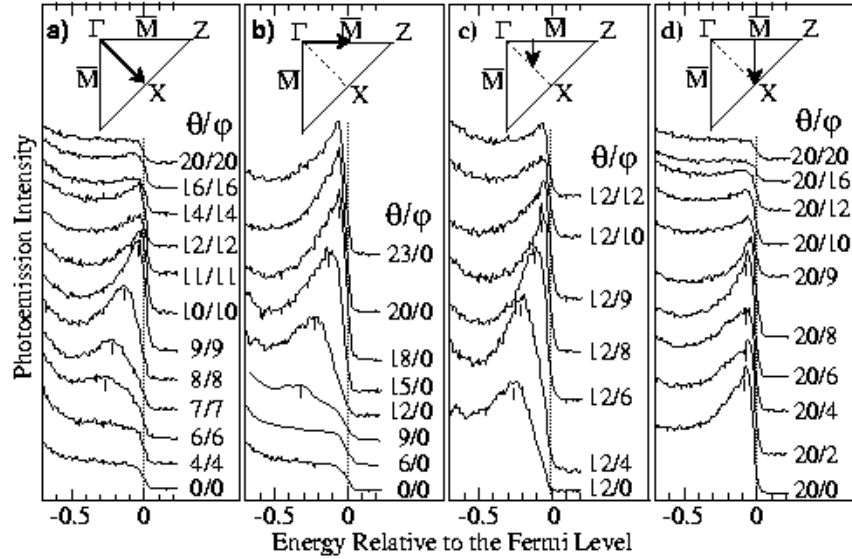 a)
Γ M̅ Z
M̅
X
θ/φ
20/20
16/16
14/14
12/12
11/11
10/10
9/9
8/8
7/7
6/6
4/4
0/0
b)
Γ M̅ Z
M̅
X
θ/φ
23/0
20/0
18/0
15/0
12/0
9/0
6/0
0/0
c)
Γ M̅ Z
M̅
X
θ/φ
12/12
12/10
12/9
12/8
12/6
12/4
12/0
d)
Γ M̅ Z
M̅
X
θ/φ
20/20
20/16
20/12
20/10
20/9
20/8
20/6
20/4
20/2
20/0
Photoemission Intensity
-0.5 0 -0.5 0 -0.5 0 -0.5 0
Energy Relative to the Fermi Level